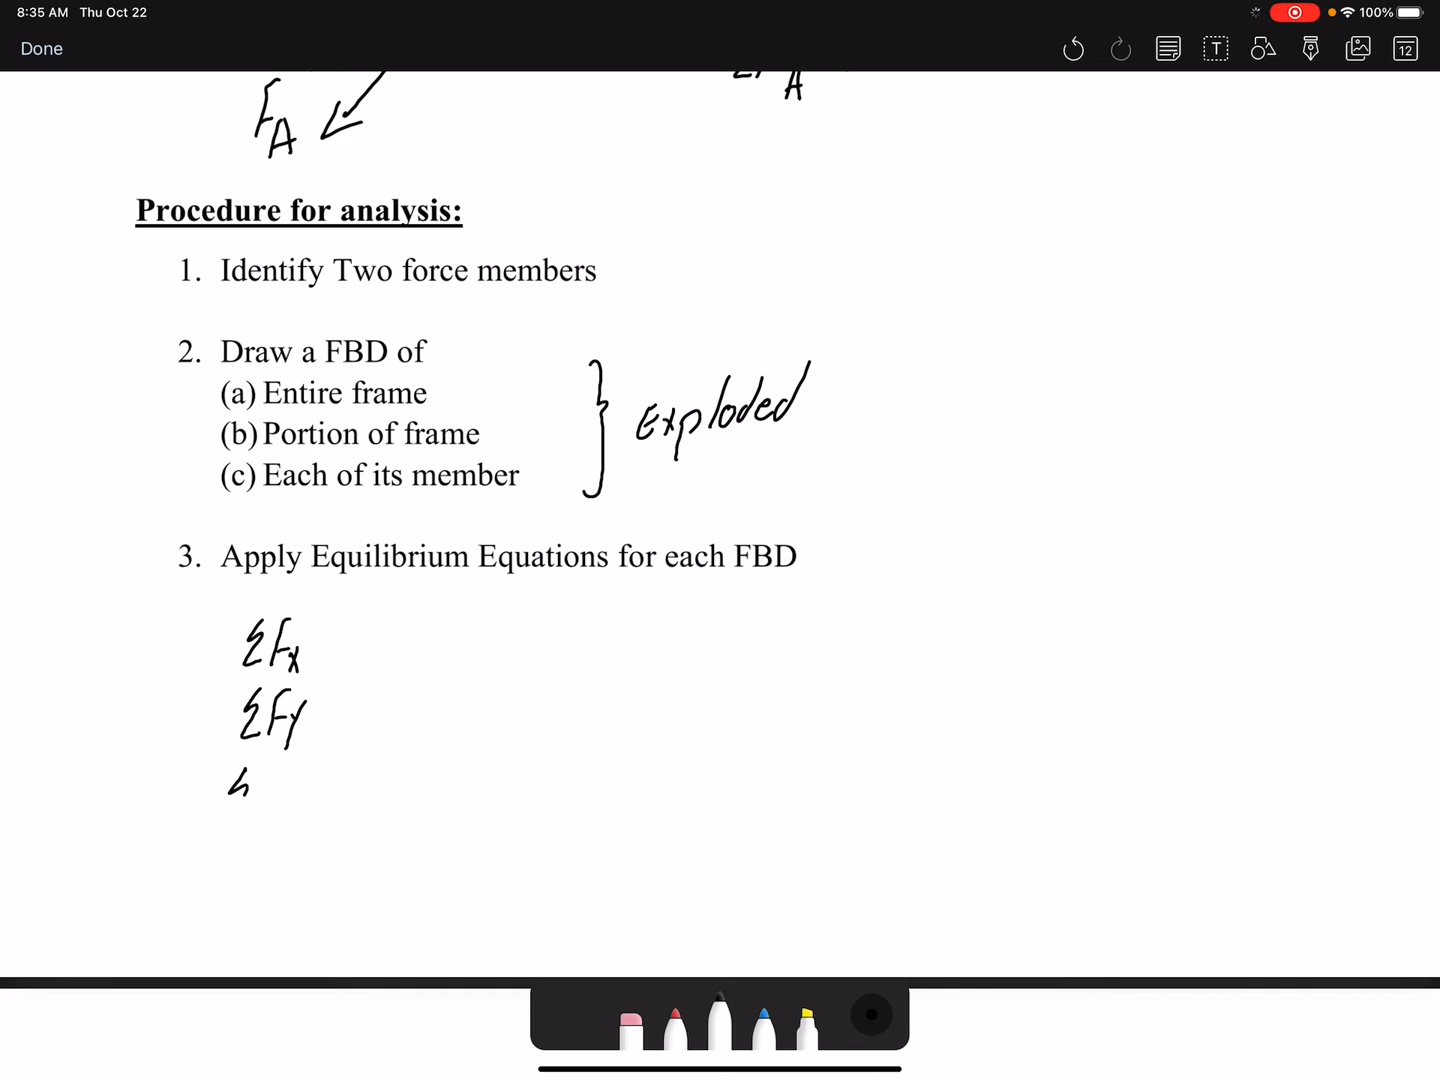 8:35 AM Thu Oct 22
100%
Done
T
12
F_A
A
Procedure for analysis:
1. Identify Two force members
2. Draw a FBD of
(a) Entire frame
(b) Portion of frame
(c) Each of its member
Exploded
3. Apply Equilibrium Equations for each FBD
ΣFx
ΣFy